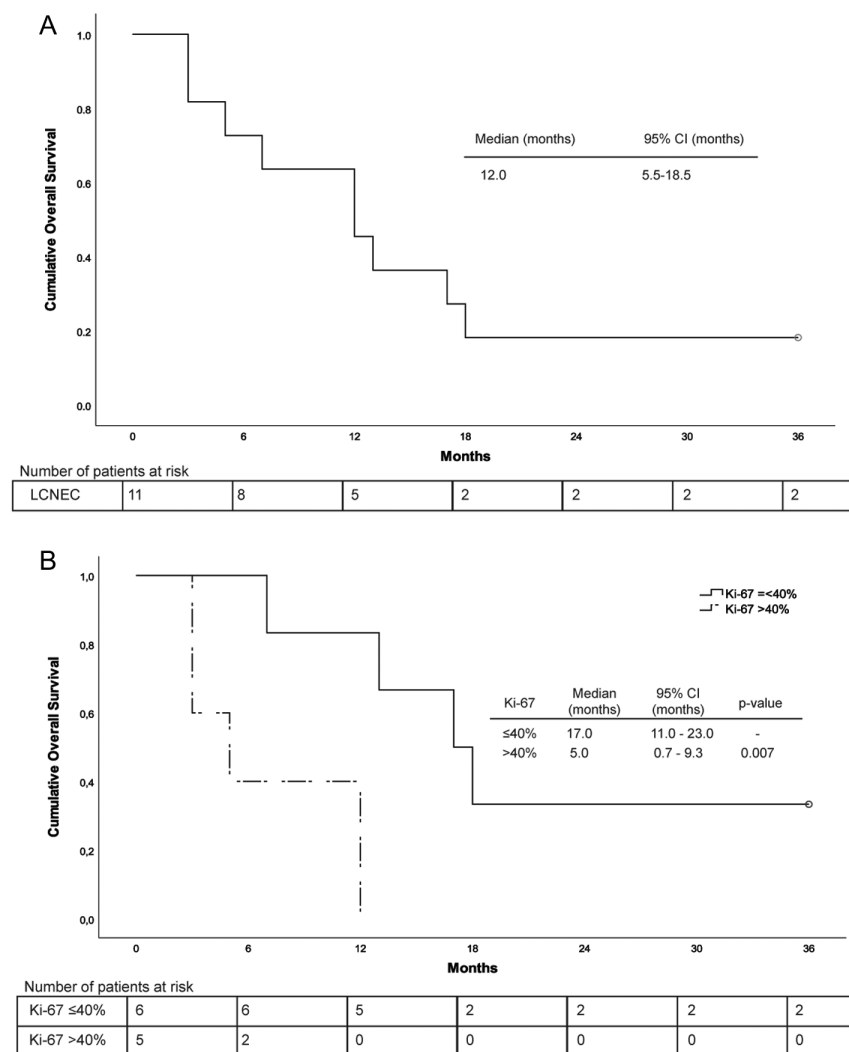 A
1.0
0.8
0.6
0.4
0.2
0.0
Cumulative Overall Survival
Median (months) 95% CI (months)
12.0 5.5-18.5
0 6 12 18 24 30 36
Months
Number of patients at risk
LCNEC 11 8 5 2 2 2 2
B
1,0
0,8
0,6
0,4
0,2
0,0
Cumulative Overall Survival
Ki-67 =<40%
Ki-67 >40%
Ki-67 Median (months) 95% CI (months) p-value
≤40% 17.0 11.0 - 23.0 -
>40% 5.0 0.7 - 9.3 0.007
0 6 12 18 24 30 36
Months
Number of patients at risk
Ki-67 ≤40% 6 6 5 2 2 2 2
Ki-67 >40% 5 2 0 0 0 0 0